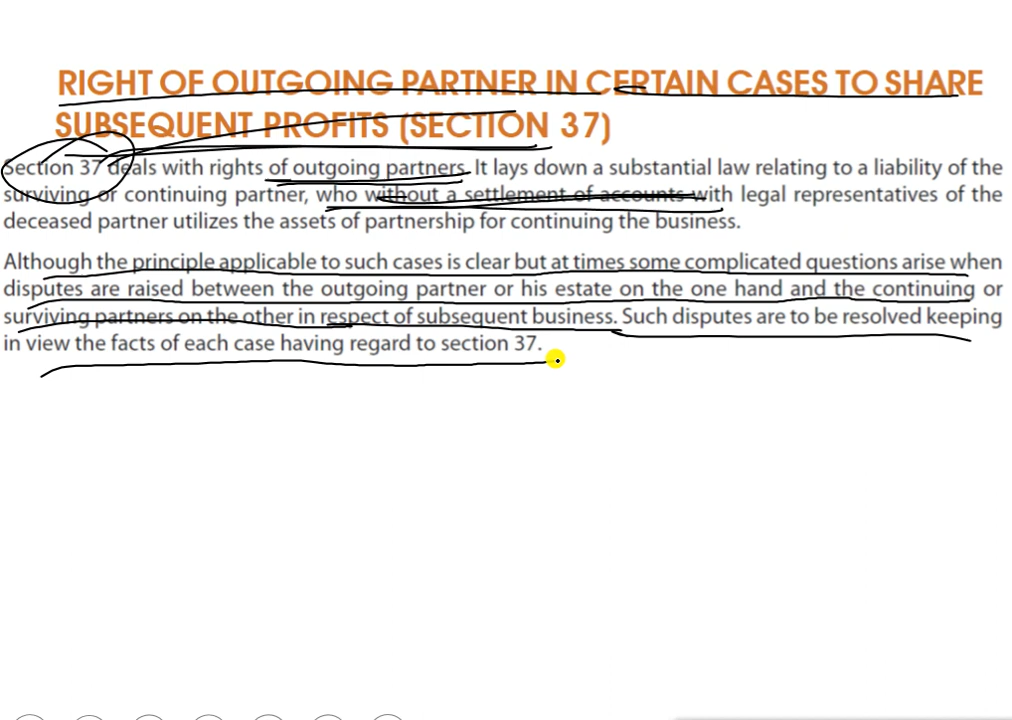 RIGHT OF OUTGOING PARTNER IN CERTAIN CASES TO SHARE
SUBSEQUENT PROFITS (SECTION 37)
Section 37 deals with rights of outgoing partners. It lays down a substantial law relating to a liability of the
surviving or continuing partner, who without a settlement of accounts with legal representatives of the
deceased partner utilizes the assets of partnership for continuing the business.
Although the principle applicable to such cases is clear but at times some complicated questions arise when
disputes are raised between the outgoing partner or his estate on the one hand and the continuing or
surviving partners on the other in respect of subsequent business. Such disputes are to be resolved keeping
in view the facts of each case having regard to section 37.